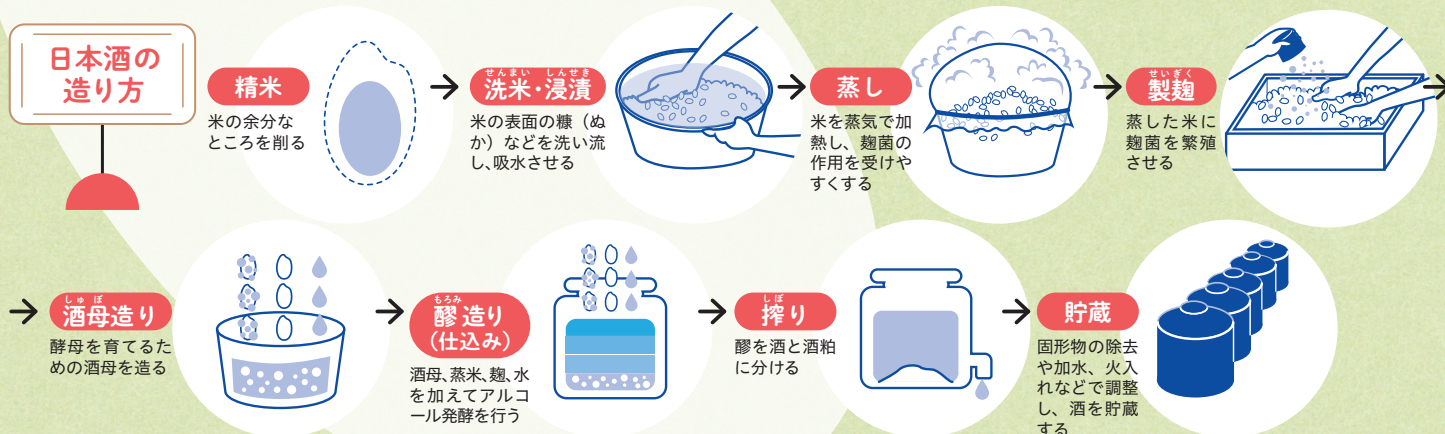 日本酒の
造り方
精米
米の余分な
ところを削る
せんまい しんせき
洗米・浸漬
米の表面の糠（ぬ
か）などを洗い流
し、吸水させる
蒸し
米を蒸気で加
熱し、麹菌の
作用を受けや
すくする
せいぎく
製麹
蒸した米に
麹菌を繁殖
させる
しゅぼ
酒母造り
酵母を育てるた
めの酒母を造る
もろみ
醪造り
（仕込み）
酒母、蒸米、麹、水
を加えてアルコ
ール発酵を行う
しぼ
搾り
醪を酒と酒粕
に分ける
貯蔵
固形物の除去
や加水、火入
れなどで調整
し、酒を貯蔵
する